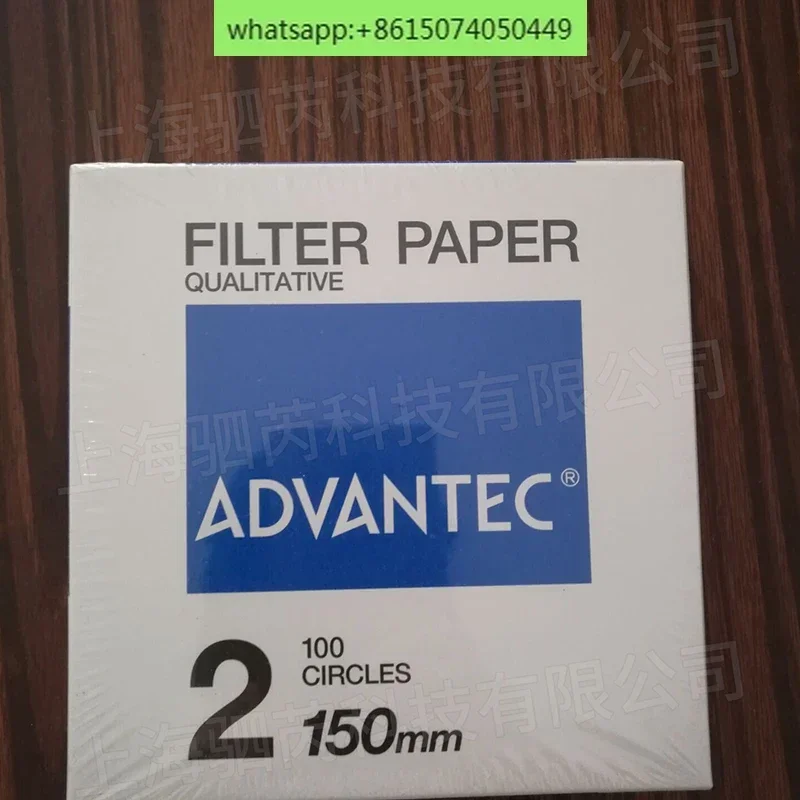 whatsapp:+8615074050449
上海驷芮科技有限公司
FILTER PAPER
QUALITATIVE
上海驷芮科技有限公司
ADVANTEC®
2
100
CIRCLES
150mm
上海驷芮科技有限公司